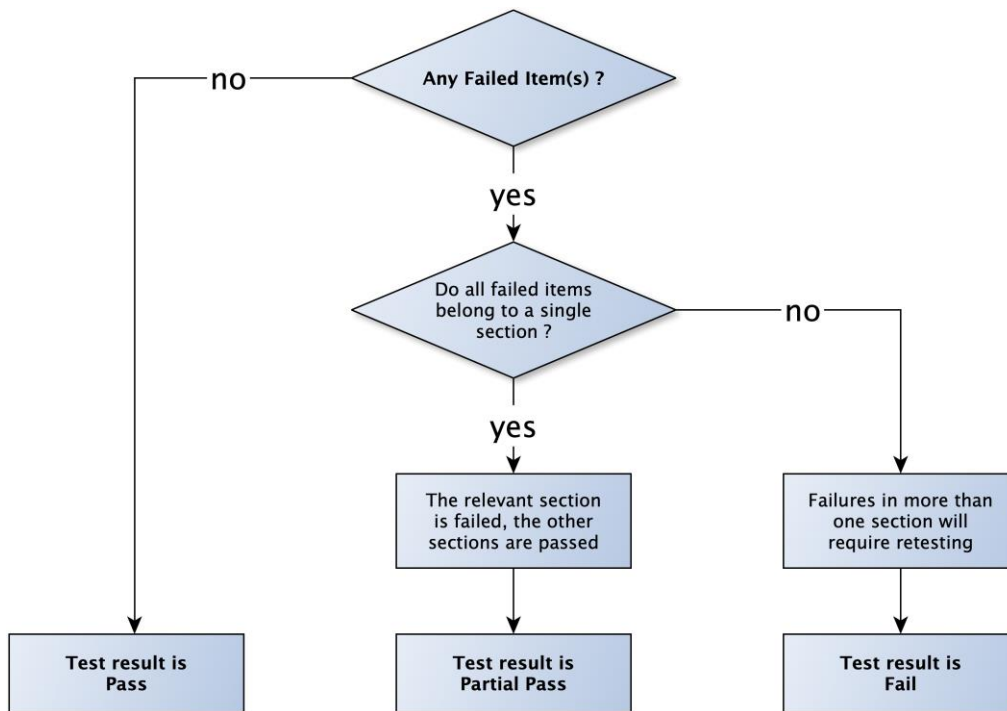 Any Failed Item(s) ?
no
yes
Do all failed items
belong to a single
section ?
no
yes
The relevant section
is failed, the other
sections are passed
Failures in more than
one section will
require retesting
Test result is
Pass
Test result is
Partial Pass
Test result is
Fail